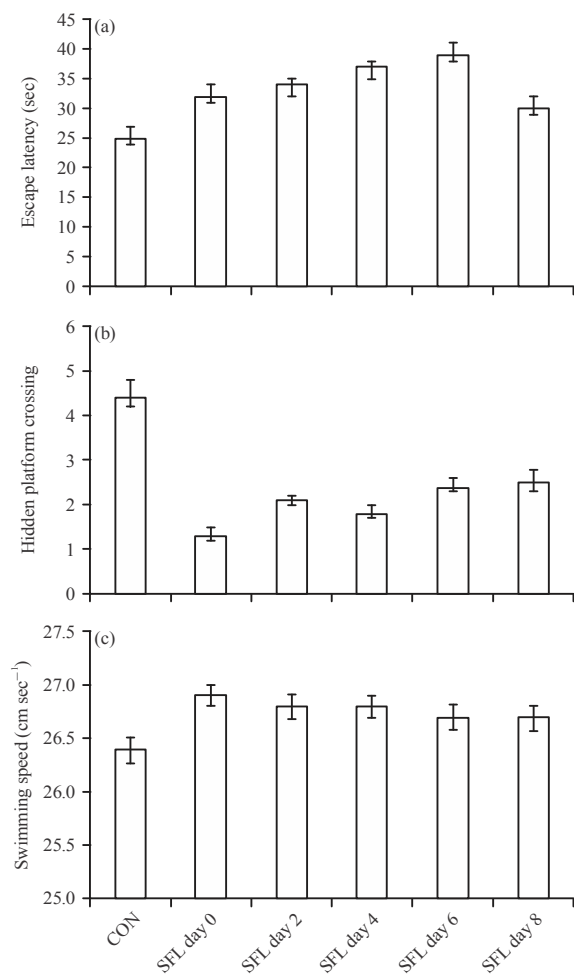 (a)
Escape latency (sec)
45
40
35
30
25
20
15
10
5
0
(b)
Hidden platform crossing
6
5
4
3
2
1
0
(c)
Swimming speed (cm sec⁻¹)
27.5
27.0
26.5
26.0
25.5
25.0
CON
SFL day 0
SFL day 2
SFL day 4
SFL day 6
SFL day 8